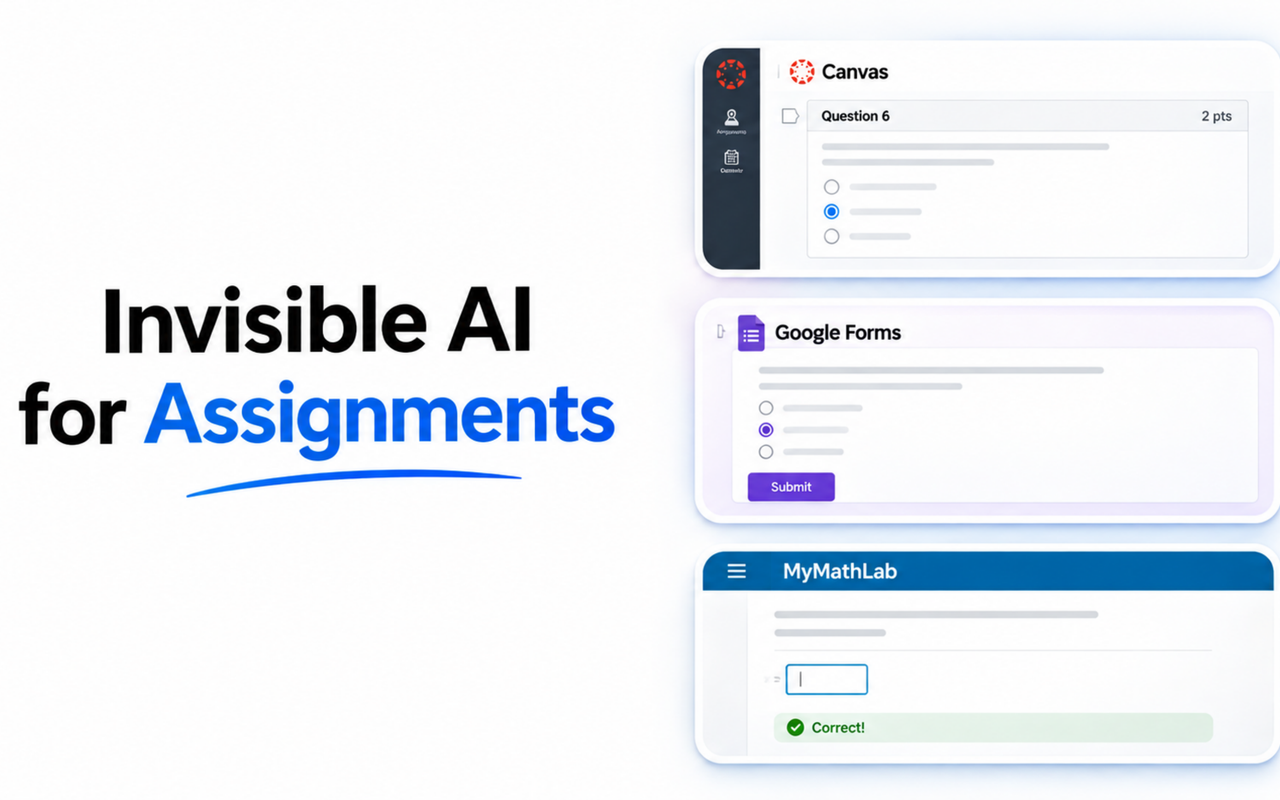 Invisible AI
for Assignments
Canvas
Question 6
2 pts
Google Forms
Submit
MyMathLab
Correct!